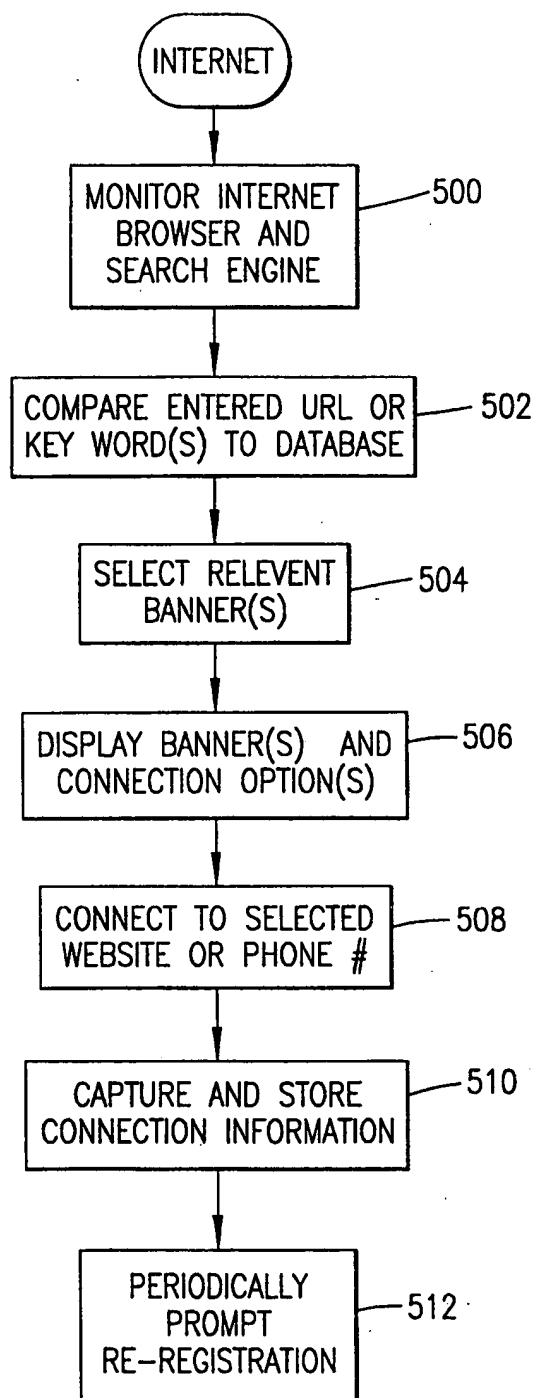 INTERNET
MONITOR INTERNET
BROWSER AND
SEARCH ENGINE
500
COMPARE ENTERED URL OR
KEY WORD(S) TO DATABASE
502
SELECT RELEVENT
BANNER(S)
504
DISPLAY BANNER(S) AND
CONNECTION OPTION(S)
506
CONNECT TO SELECTED
WEBSITE OR PHONE #
508
CAPTURE AND STORE
CONNECTION INFORMATION
510
PERIODICALLY
PROMPT
RE-REGISTRATION
512